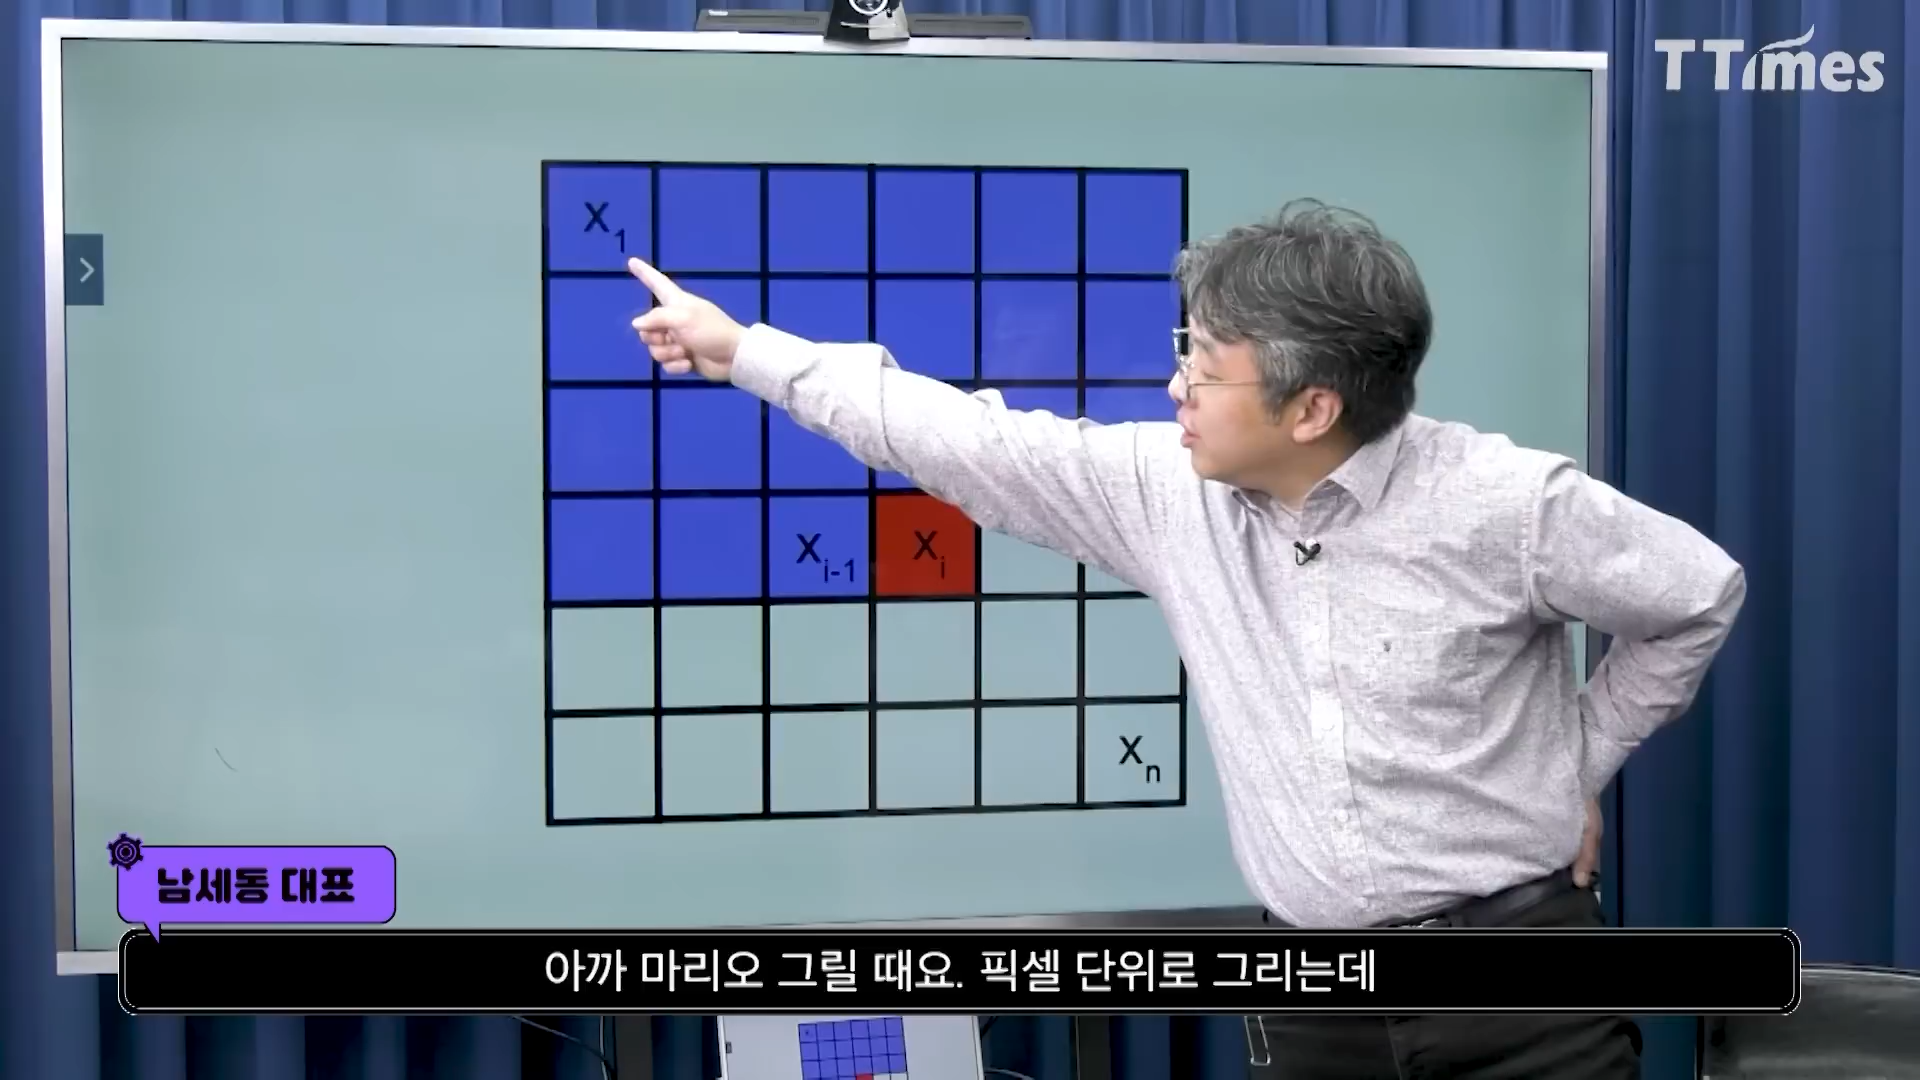 TTimes
X1
Xi-1
Xi
Xn
남세동 대표
아까 마리오 그릴 때요. 픽셀 단위로 그리는데